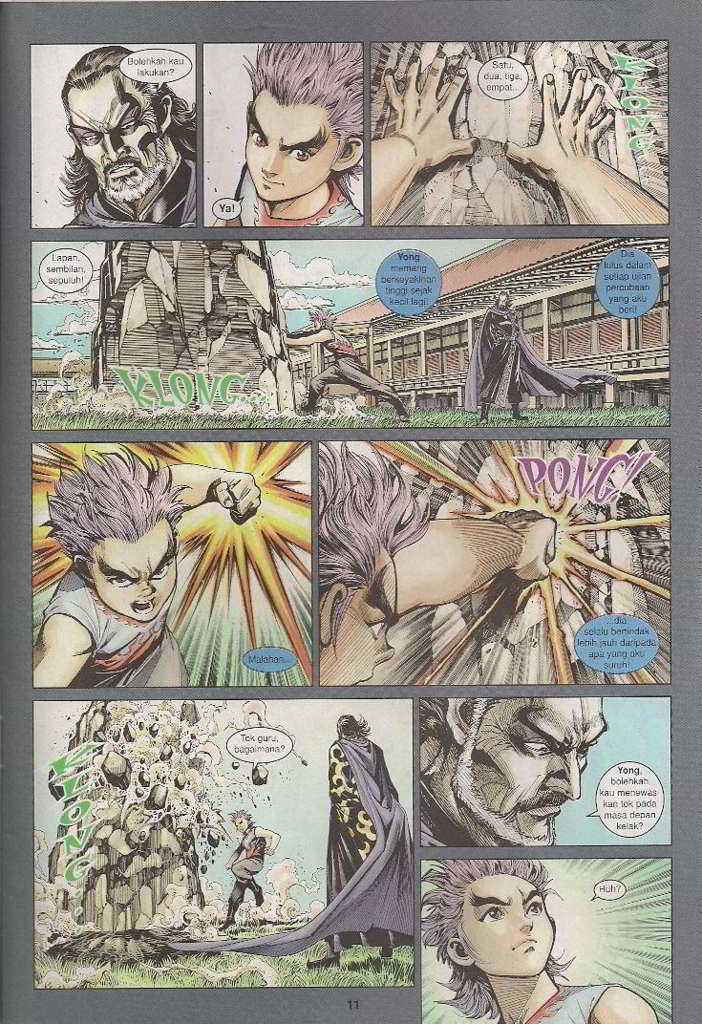 Bolehkah kau
lakukan?
Ya!
Satu,
dua, tiga,
empat...
KLONG
Lapan,
sembilan,
sepuluh!
KLONG...
Yong
memang
berkeyakinan
tinggi sejak
kecil lagi!
Dia
lulus dalam
setiap ujian
percubaan
yang aku
beri!
Malahan...
PONG!
...dia
selalu bertindak
lebih jauh daripada
apa yang aku
suruh!
KLONG...
Tok guru,
bagaimana?
Yong,
bolehkah
kau menewas
kan tok pada
masa depan
kelak?
Huh?
11